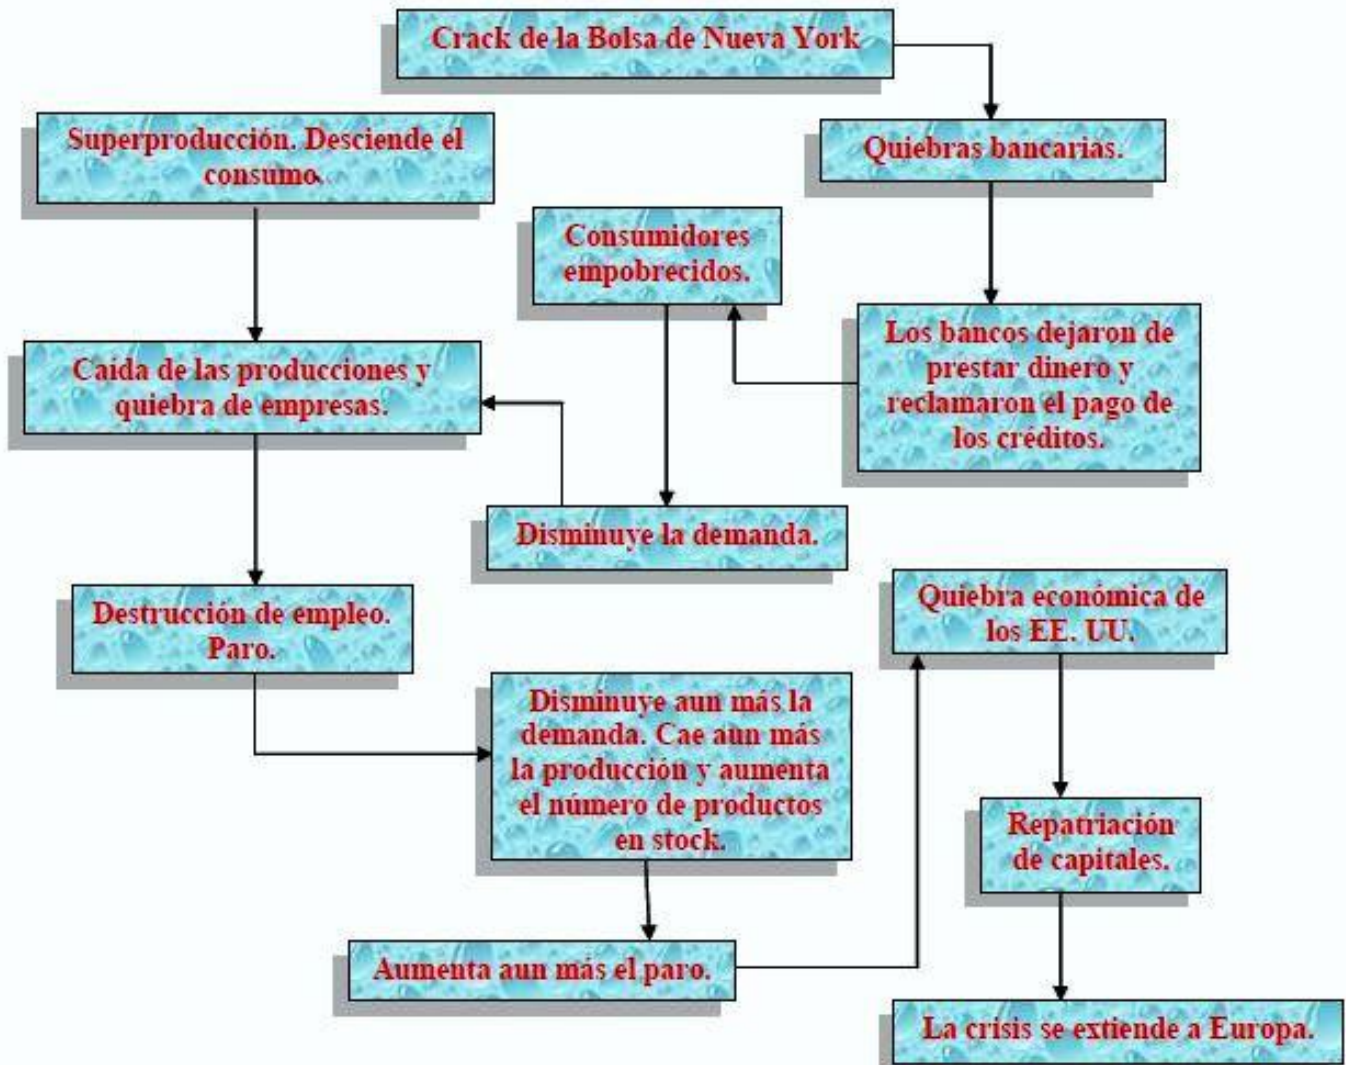 Crack de la Bolsa de Nueva York
Superproducción. Desciende el
consumo.
Quiebras bancarias.
Consumidores
empobrecidos.
Los bancos dejaron de
prestar dinero y
reclamaron el pago de
los créditos.
Caída de las producciones y
quiebra de empresas.
Disminuye la demanda.
Destrucción de empleo.
Paro.
Quiebra económica de
los EE. UU.
Disminuye aun más la
demanda. Cae aun más
la producción y aumenta
el número de productos
en stock.
Repatriación
de capitales.
Aumenta aun más el paro.
La crisis se extiende a Europa.